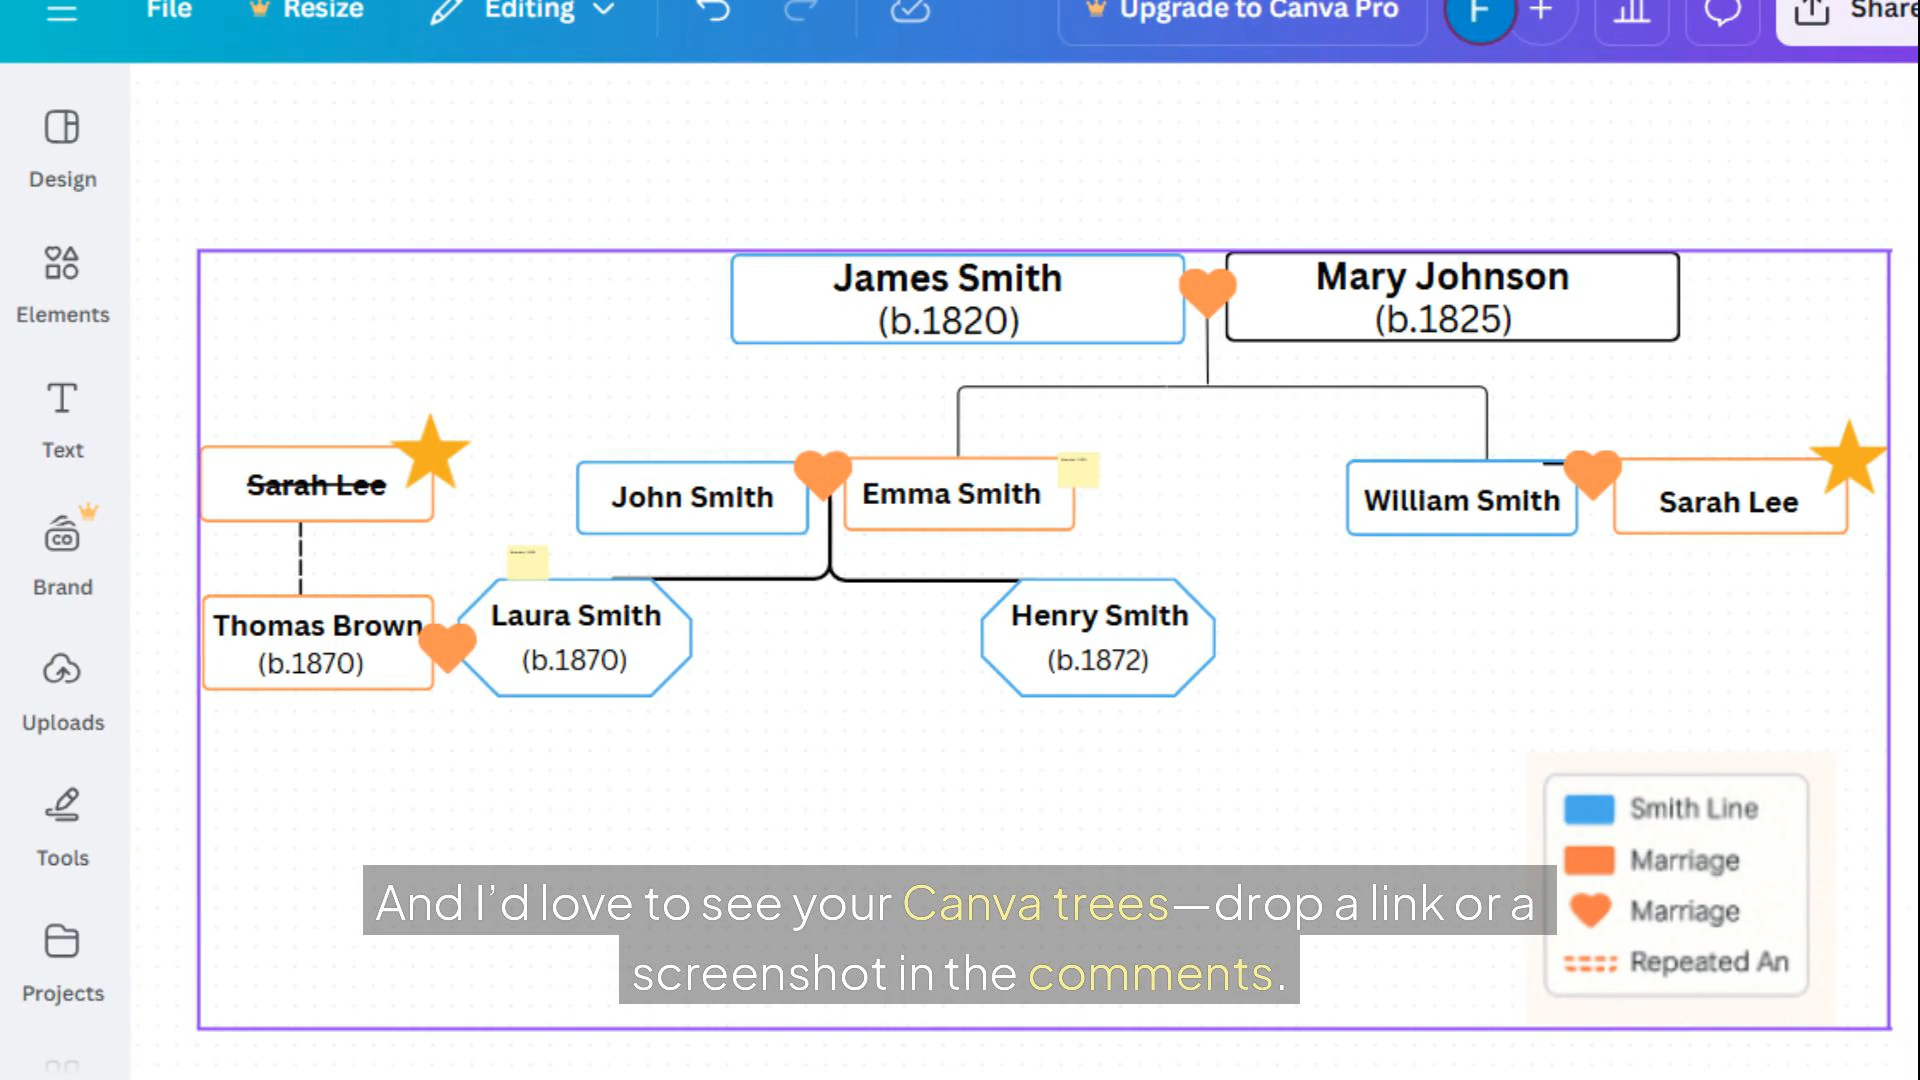 File
Resize
Editing
Upgrade to Canva Pro
F
Share
Design
Elements
Text
Brand
Uploads
Tools
Projects
James Smith
(b.1820)
Mary Johnson
(b.1825)
Sarah Lee
John Smith
Emma Smith
William Smith
Sarah Lee
Thomas Brown
(b.1870)
Laura Smith
(b.1870)
Henry Smith
(b.1872)
Smith Line
Marriage
Marriage
Repeated An
And I'd love to see your Canva trees—drop a link or a
screenshot in the comments.